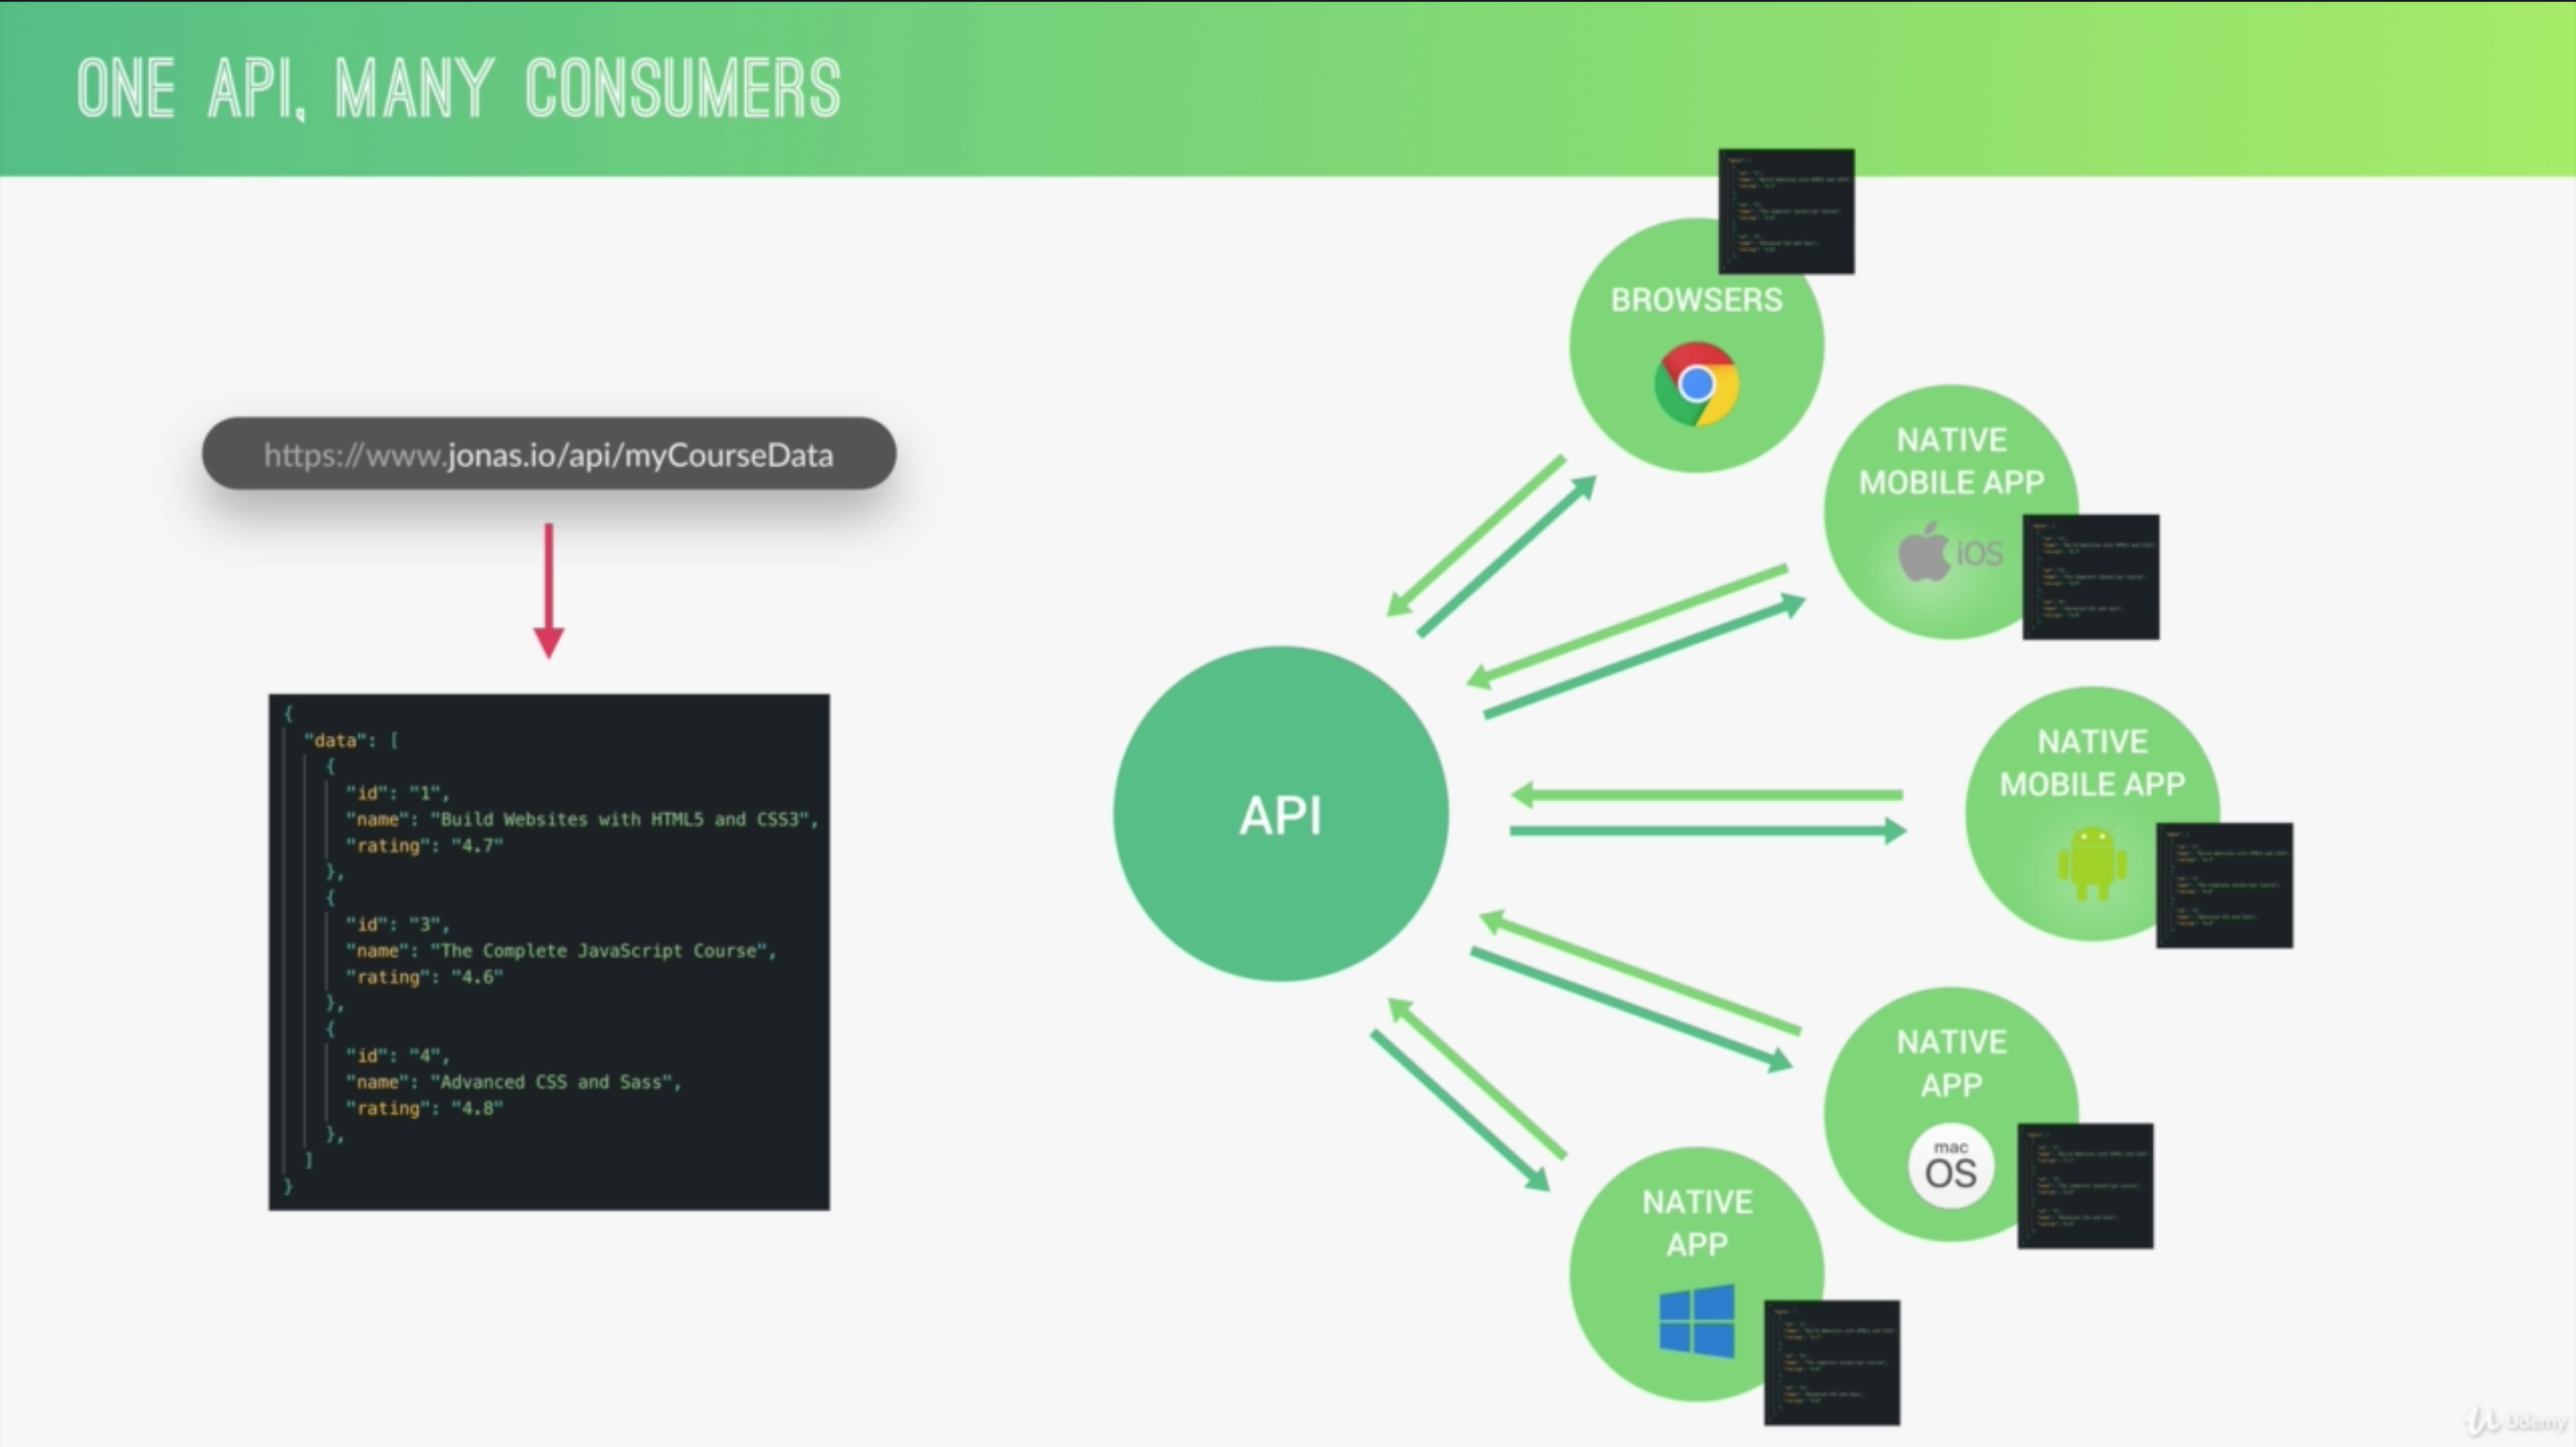 ONE API, MANY CONSUMERS
https://www.jonas.io/api/myCourseData
{
"data": [
{
"id": "1",
"name": "Build Websites with HTML5 and CSS3",
"rating": "4.7"
},
{
"id": "3",
"name": "The Complete JavaScript Course",
"rating": "4.6"
},
{
"id": "4",
"name": "Advanced CSS and Sass",
"rating": "4.8"
},
]
}
API
BROWSERS
NATIVE
MOBILE APP
iOS
NATIVE
MOBILE APP
NATIVE
APP
mac
OS
NATIVE
APP
Udemy